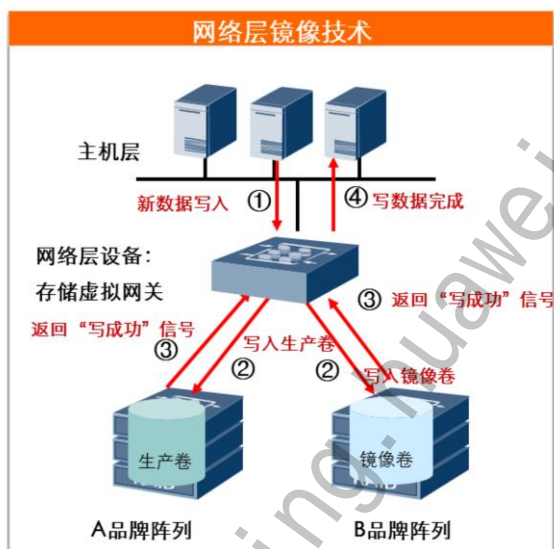 网络层镜像技术
主机层
新数据写入 ①
④ 写数据完成
网络层设备：
存储虚拟网关
返回“写成功”信号
③
③ 返回“写成功”信号
写入生产卷
②
②
写入镜像卷
生产卷
镜像卷
A品牌阵列
B品牌阵列
ing.huawei